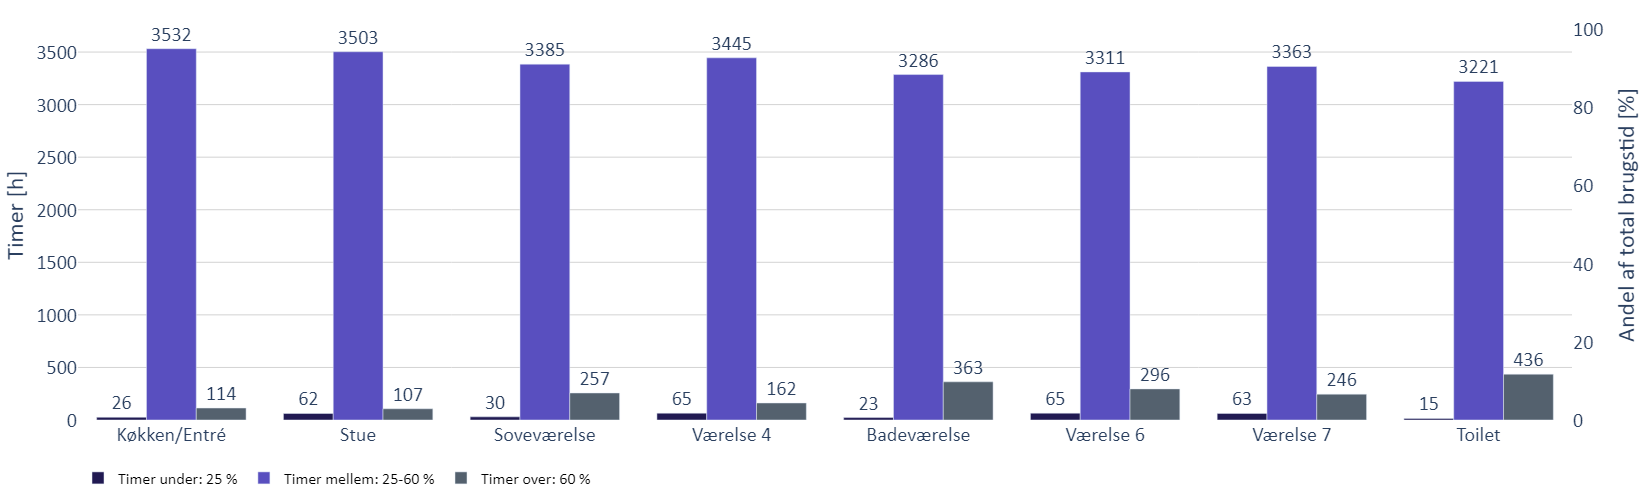 Timer [h]
3500
3000
2500
2000
1500
1000
500
0
100
80
60
40
20
0
Andel af total brugstid [%]
26 3532 114
62 3503 107
30 3385 257
65 3445 162
23 3286 363
65 3311 296
63 3363 246
15 3221 436
Køkken/Entré Stue Soveværelse Værelse 4 Badeværelse Værelse 6 Værelse 7 Toilet
Timer under: 25 % Timer mellem: 25-60 % Timer over: 60 %